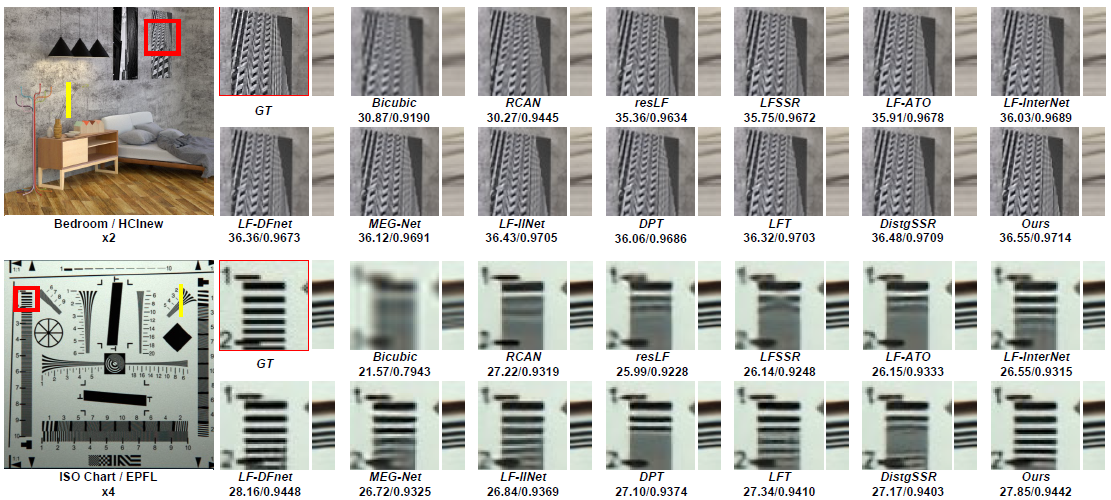 GT
Bicubic
30.87/0.9190
RCAN
30.27/0.9445
resLF
35.36/0.9634
LFSSR
35.75/0.9672
LF-ATO
35.91/0.9678
LF-InterNet
36.03/0.9689
Bedroom / HCInew
x2
LF-DFnet
36.36/0.9673
MEG-Net
36.12/0.9691
LF-IINet
36.43/0.9705
DPT
36.06/0.9686
LFT
36.32/0.9703
DistgSSR
36.48/0.9709
Ours
36.55/0.9714
GT
Bicubic
21.57/0.7943
RCAN
27.22/0.9319
resLF
25.99/0.9228
LFSSR
26.14/0.9248
LF-ATO
26.15/0.9333
LF-InterNet
26.55/0.9315
ISO Chart / EPFL
x4
LF-DFnet
28.16/0.9448
MEG-Net
26.72/0.9325
LF-IINet
26.84/0.9369
DPT
27.10/0.9374
LFT
27.34/0.9410
DistgSSR
27.17/0.9403
Ours
27.85/0.9442